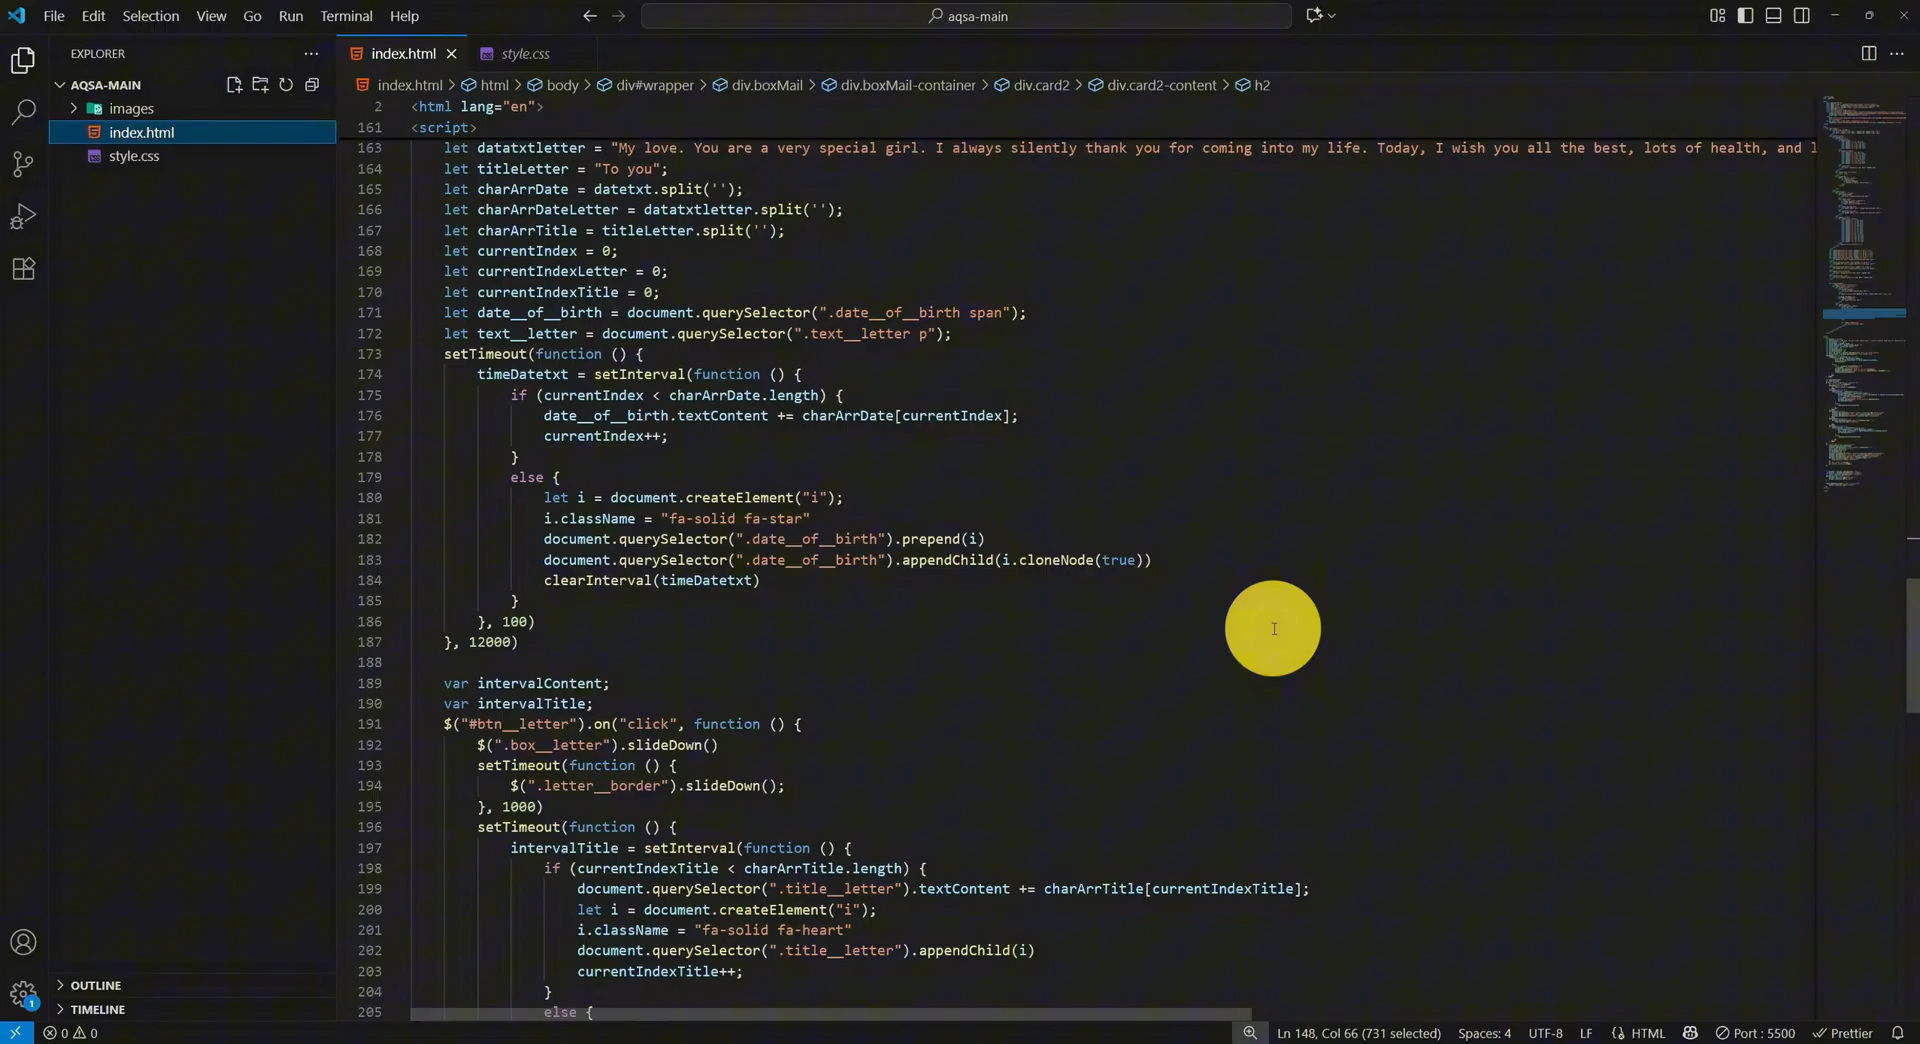 File Edit Selection View Go Run Terminal Help
aqsa-main
EXPLORER
index.html
style.css
AQSA-MAIN
images
index.html
style.css
index.html > html > body > div#wrapper > div.boxMail > div.boxMail-container > div.card2 > div.card2-content > h2
2 <html lang="en">
161 <script>
163 let datatxtletter = "My love. You are a very special girl. I always silently thank you for coming into my life. Today, I wish you all the best, lots of health, and l
164 let titleLetter = "To you";
165 let charArrDate = datetxt.split('');
166 let charArrDateLetter = datatxtletter.split('');
167 let charArrTitle = titleLetter.split('');
168 let currentIndex = 0;
169 let currentIndexLetter = 0;
170 let currentIndexTitle = 0;
171 let date__of__birth = document.querySelector(".date__of__birth span");
172 let text__letter = document.querySelector(".text__letter p");
173 setTimeout(function () {
174 timeDatetxt = setInterval(function () {
175 if (currentIndex < charArrDate.length) {
176 date__of__birth.textContent += charArrDate[currentIndex];
177 currentIndex++;
178 }
179 else {
180 let i = document.createElement("i");
181 i.className = "fa-solid fa-star"
182 document.querySelector(".date__of__birth").prepend(i)
183 document.querySelector(".date__of__birth").appendChild(i.cloneNode(true))
184 clearInterval(timeDatetxt)
185 }
186 }, 100)
187 }, 12000)
188
189 var intervalContent;
190 var intervalTitle;
191 $("#btn__letter").on("click", function () {
192 $(".box__letter").slideDown()
193 setTimeout(function () {
194 $(".letter__border").slideDown();
195 }, 1000)
196 setTimeout(function () {
197 intervalTitle = setInterval(function () {
198 if (currentIndexTitle < charArrTitle.length) {
199 document.querySelector(".title__letter").textContent += charArrTitle[currentIndexTitle];
200 let i = document.createElement("i");
201 i.className = "fa-solid fa-heart"
202 document.querySelector(".title__letter").appendChild(i)
203 currentIndexTitle++;
204 }
205 else {
OUTLINE
TIMELINE
1
0 0
Ln 148, Col 66 (731 selected) Spaces: 4 UTF-8 LF HTML Port : 5500 Prettier